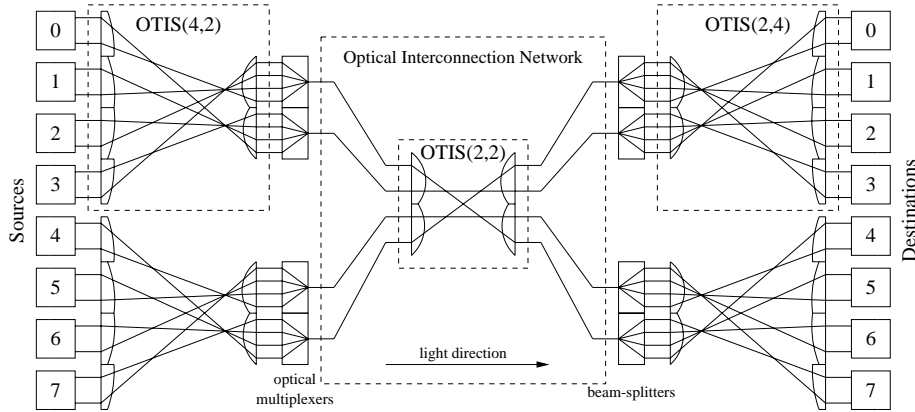 OTIS(4,2)
OTIS(2,4)
Optical Interconnection Network
OTIS(2,2)
0
1
2
3
4
5
6
7
Sources
0
1
2
3
4
5
6
7
Destinations
light direction
optical
multiplexers
beam-splitters